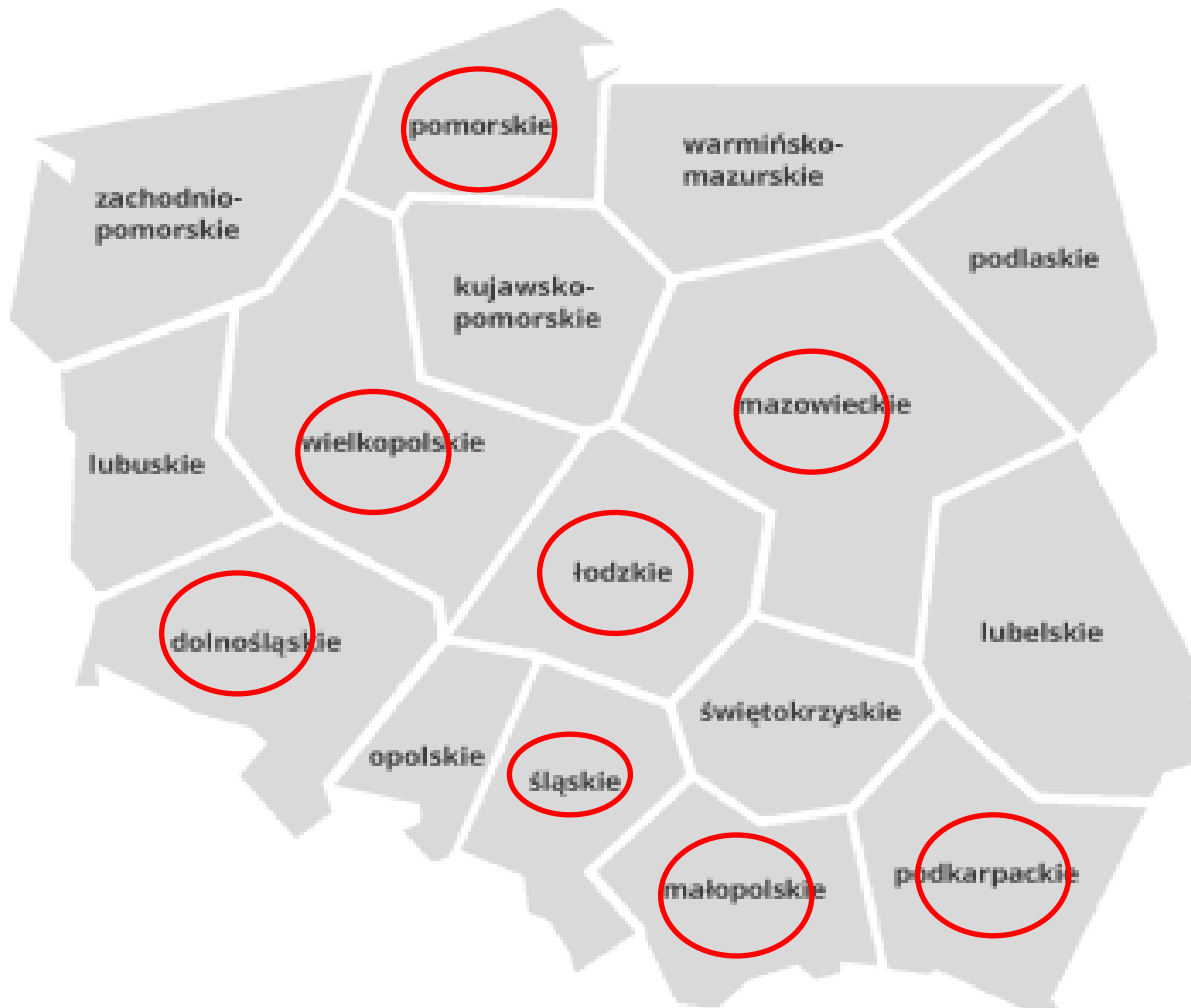 pomorskie
warmińsko-
mazurskie
zachodnio-
pomorskie
podlaskie
kujawsko-
pomorskie
mazowieckie
wielkopolskie
lubuskie
łodzkie
dolnośląskie
lubelskie
świętokrzyskie
opolskie
śląskie
podkarpackie
małopolskie